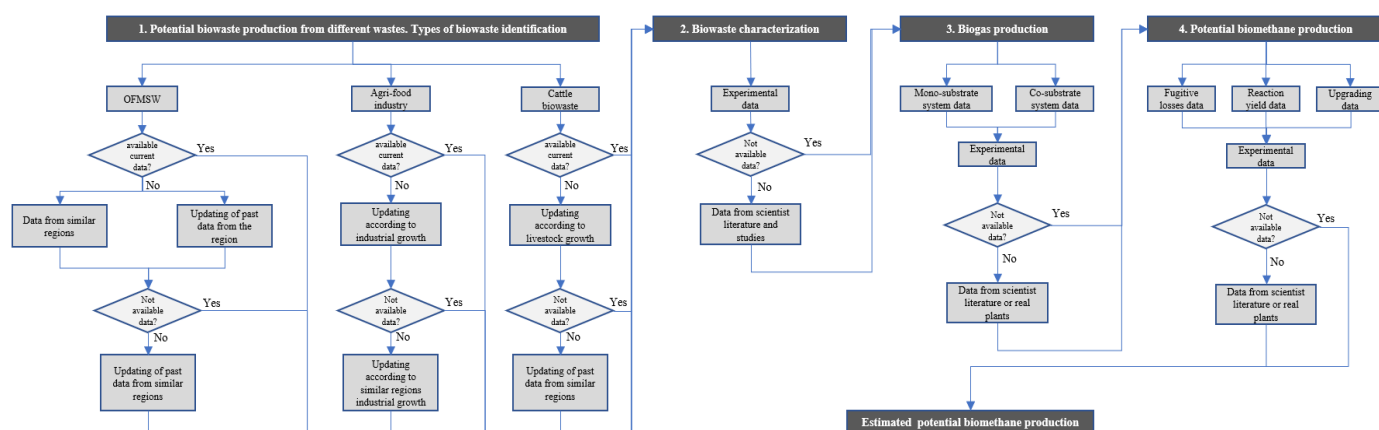 1. Potential biowaste production from different wastes. Types of biowaste identification
OFMSW
Agri-food
industry
Cattle
biowaste
available
current
data?
Yes
No
available
current
data?
Yes
No
available
current
data?
Yes
No
Data from similar
regions
Updating of past
data from the
region
Updating
according to
industrial growth
Updating
according to
livestock growth
Not
available
data?
Yes
No
Not
available
data?
Yes
No
Not
available
data?
Yes
No
Updating of past
data from similar
regions
Updating
according to
similar regions
industrial growth
Updating of past
data from similar
regions
2. Biowaste characterization
Experimental
data
Not
available
data?
Yes
No
Data from scientist
literature and
studies
3. Biogas production
Mono-substrate
system data
Co-substrate
system data
Experimental
data
Not
available
data?
Yes
No
Data from scientist
literature or real
plants
4. Potential biomethane production
Fugitive
losses data
Reaction
yield data
Upgrading
data
Experimental
data
Not
available
data?
Yes
No
Data from scientist
literature or real
plants
Estimated potential biomethane production